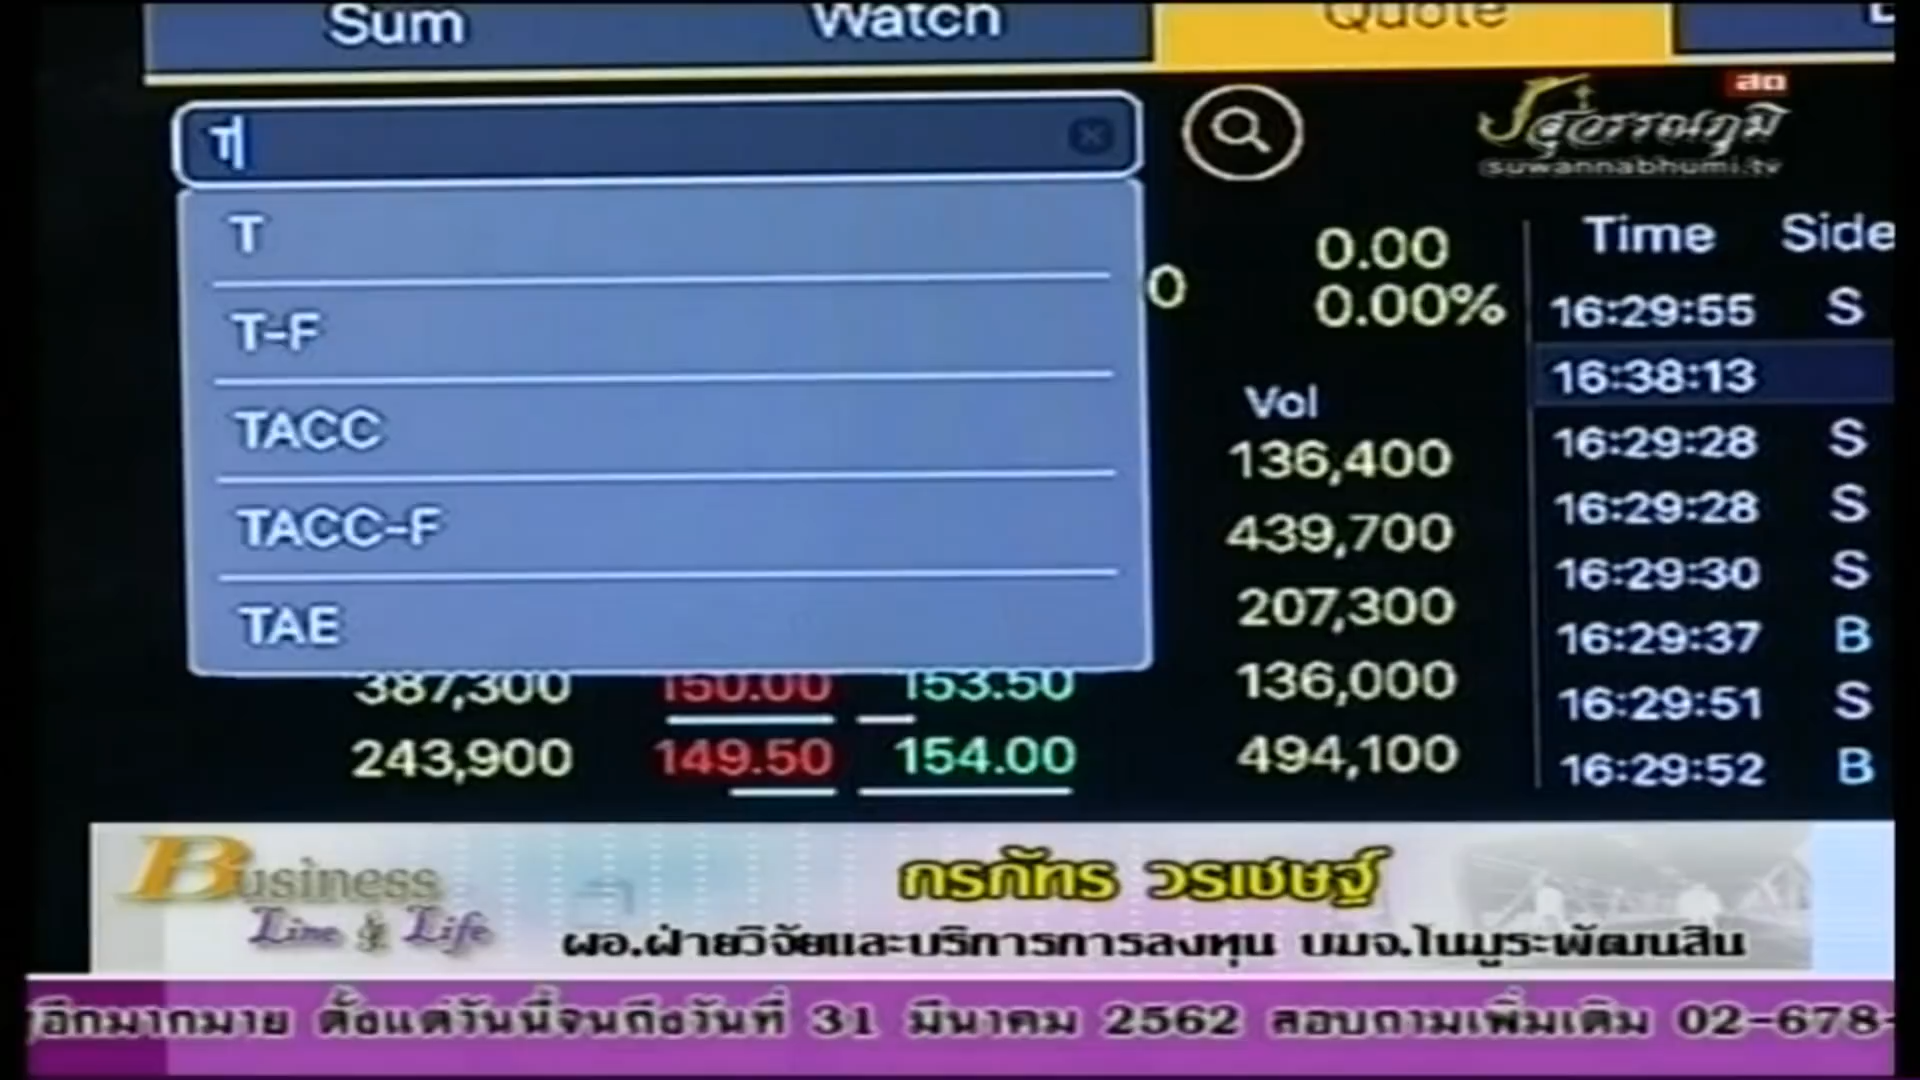 Sum Watch Quote
สด
T
สุวรรณภูมิ
suwannabhumi.tv
T
T-F
TACC
TACC-F
TAE
0 0.00
0.00%
Time Side
16:29:55 S
16:38:13
16:29:28 S
16:29:28 S
16:29:30 S
16:29:37 B
16:29:51 S
16:29:52 B
Vol
136,400
439,700
207,300
387,300 150.00 153.50 136,000
243,900 149.50 154.00 494,100
Business
Line & Life
กรภัทร วรเชษฐ์
ผอ.ฝ่ายวิจัยและบริการการลงทุน บมจ.โนมูระพัฒนสิน
อีกมากมาย ตั้งแต่วันนี้จนถึงวันที่ 31 มีนาคม 2562 สอบถามเพิ่มเติม 02-678-